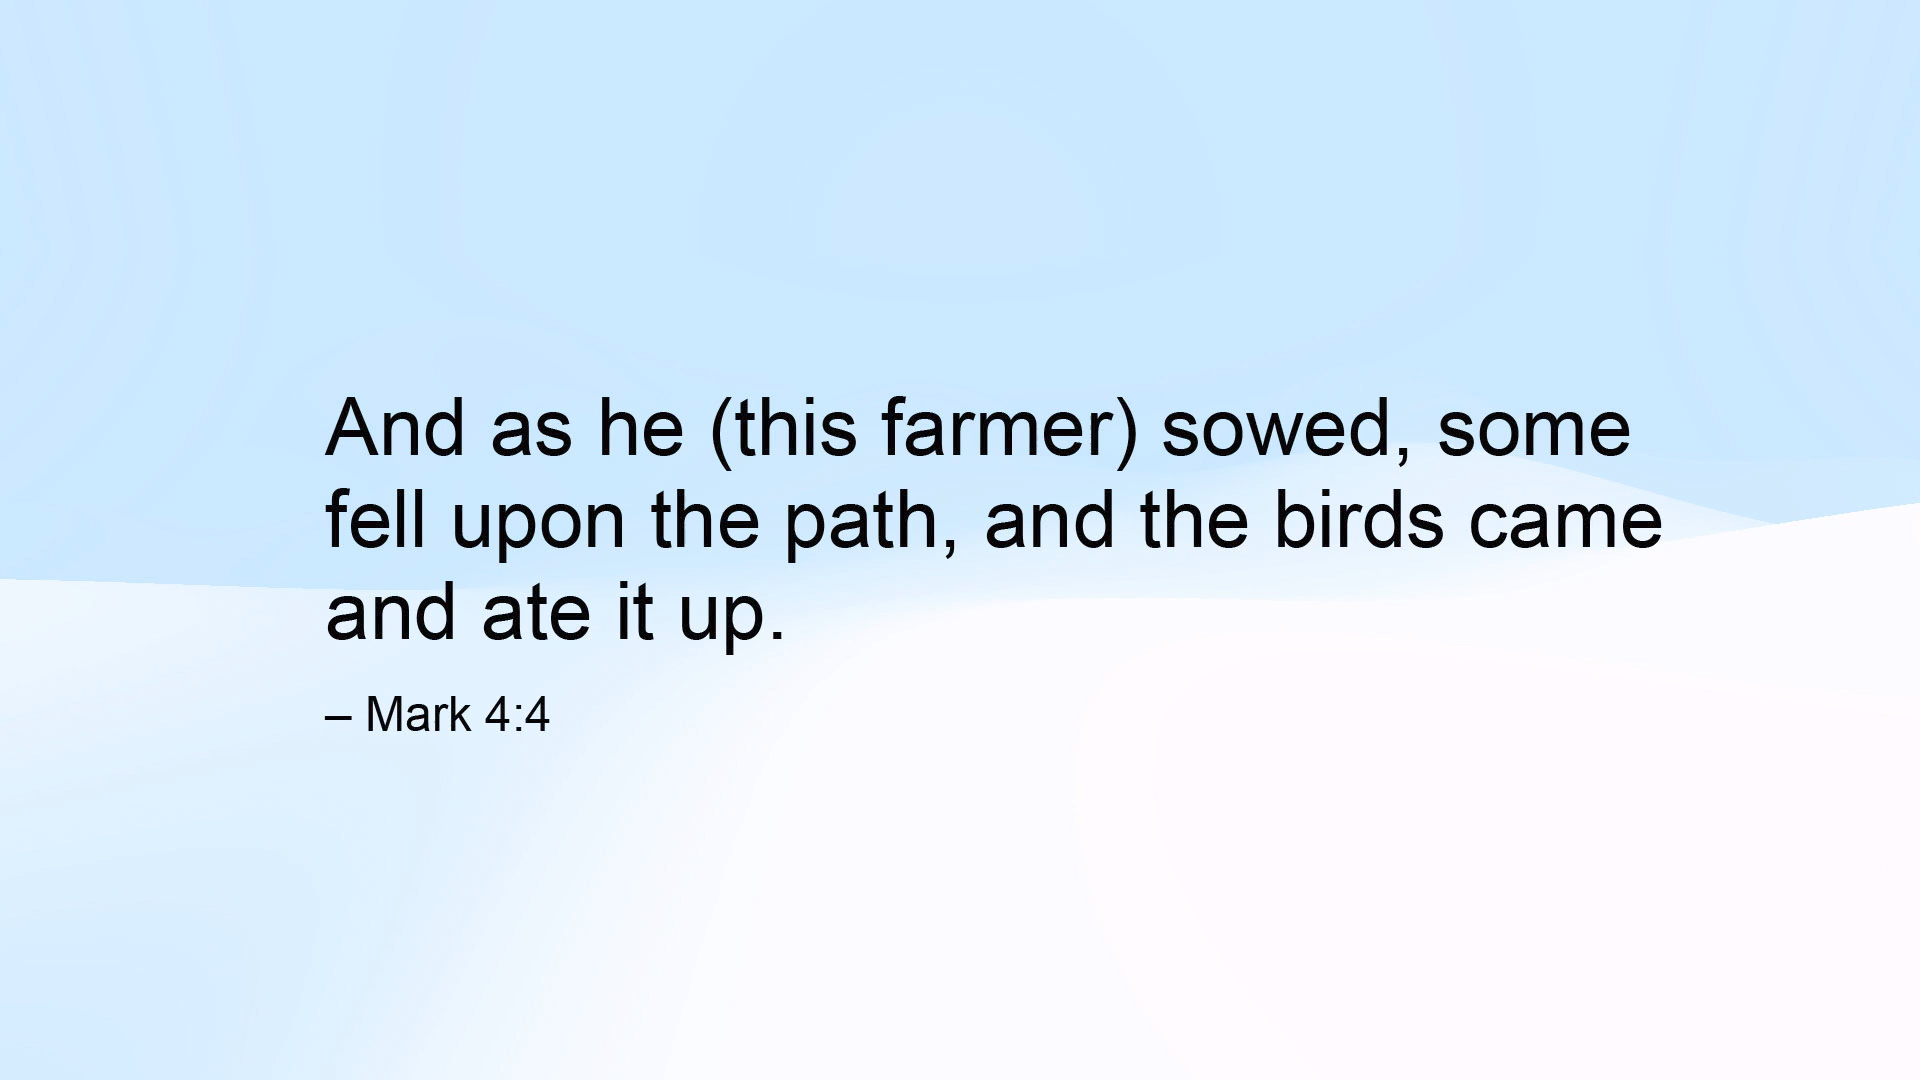 And as he (this farmer) sowed, some
fell upon the path, and the birds came
and ate it up.
– Mark 4:4